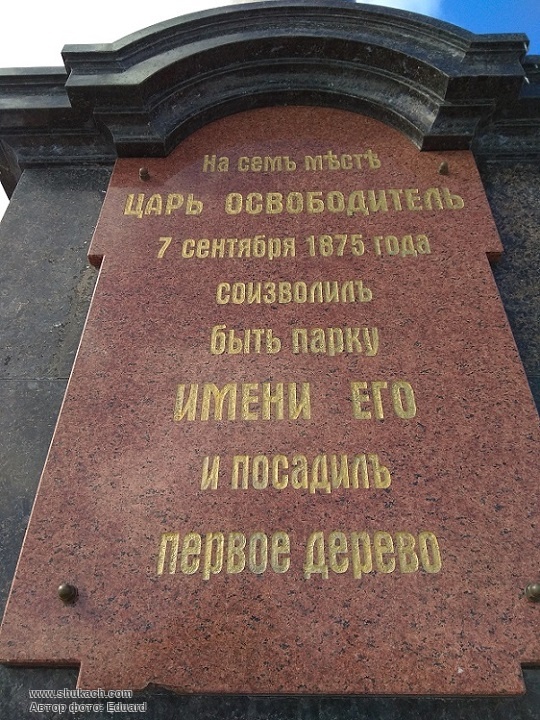 На семъ мѣстѣ
ЦАРЬ ОСВОБОДИТЕЛЬ
7 сентября 1875 года
соизволилъ
быть парку
ИМЕНИ ЕГО
и посадилъ
первое дерево
www.shukach.com
Автор фото: Eduard